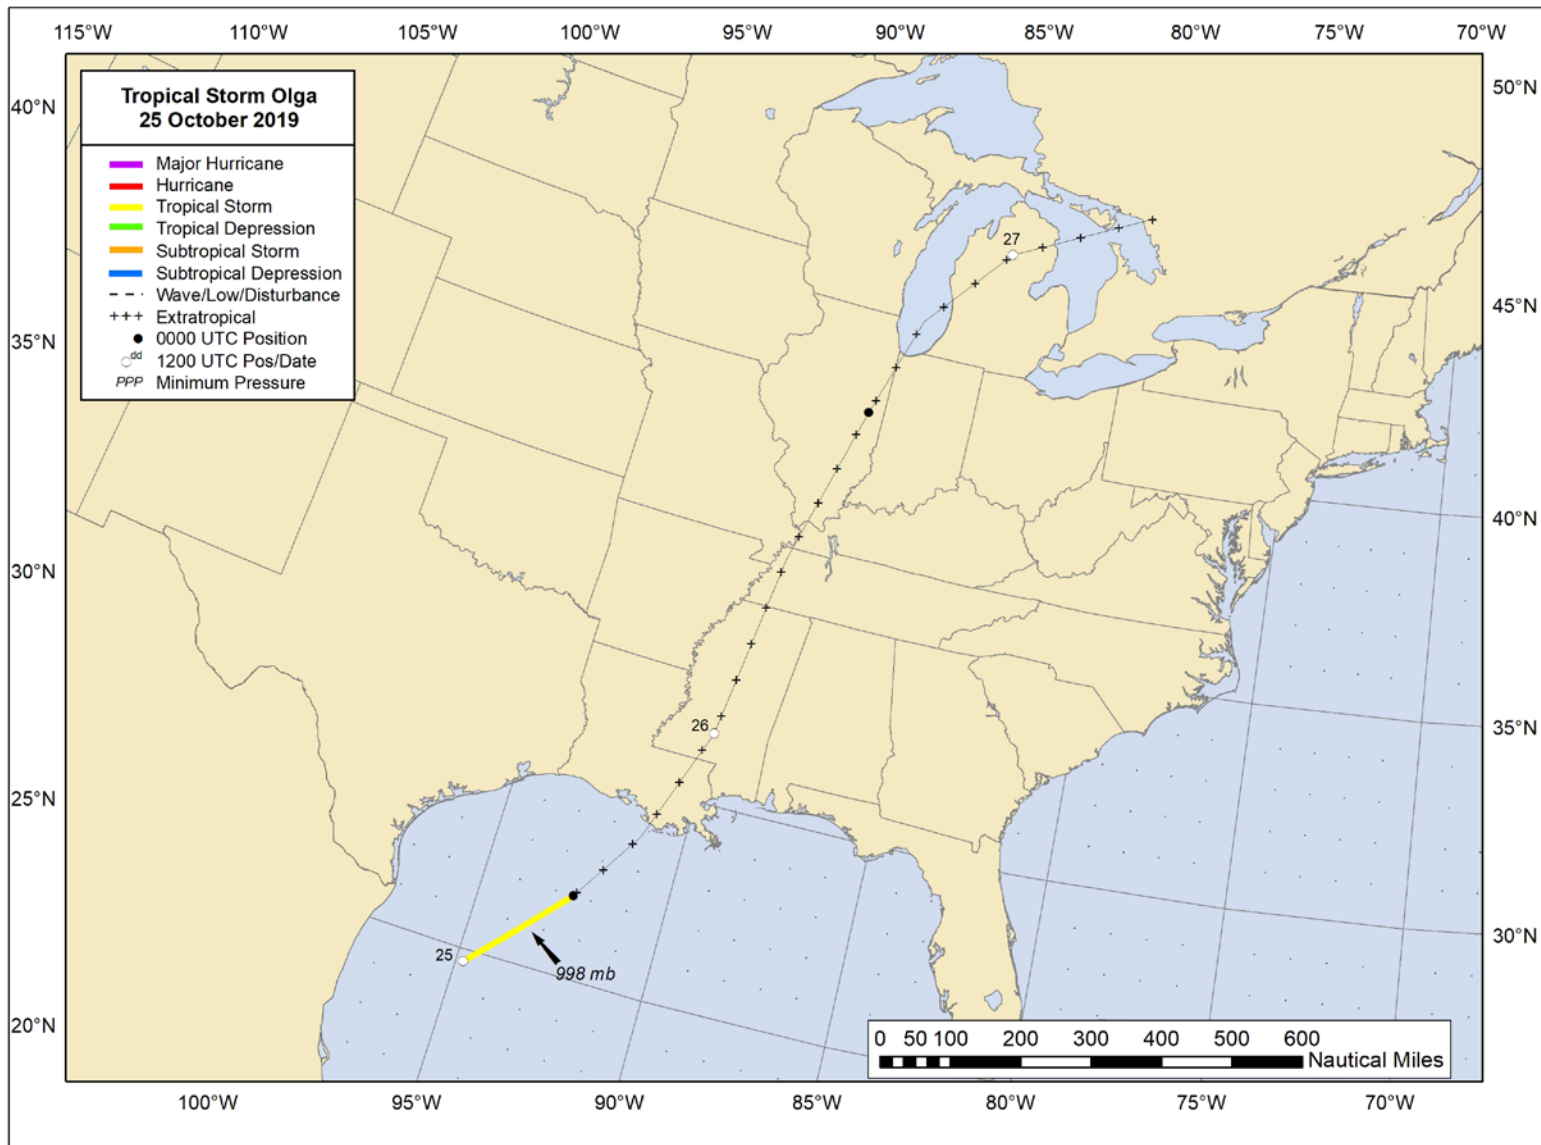 115°W 110°W 105°W 100°W 95°W 90°W 85°W 80°W 75°W 70°W
Tropical Storm Olga
25 October 2019
Major Hurricane
Hurricane
Tropical Storm
Tropical Depression
Subtropical Storm
Subtropical Depression
Wave/Low/Disturbance
+++ Extratropical
0000 UTC Position
dd 1200 UTC Pos/Date
PPP Minimum Pressure
40°N
35°N
30°N
25°N
20°N
50°N
45°N
40°N
35°N
30°N
27
26
25
998 mb
0 50 100 200 300 400 500 600
Nautical Miles
100°W 95°W 90°W 85°W 80°W 75°W 70°W